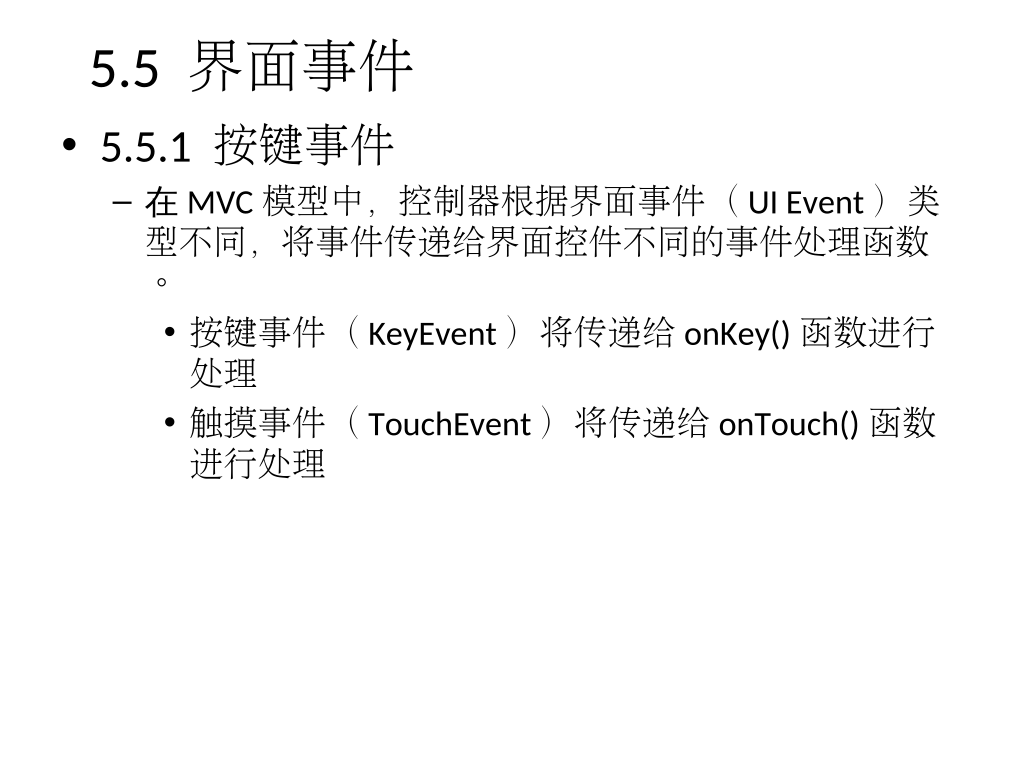 5.5 界面事件
• 5.5.1 按键事件
– 在 MVC 模型中，控制器根据界面事件（ UI Event ）类
型不同，将事件传递给界面控件不同的事件处理函数
。
• 按键事件（ KeyEvent ）将传递给 onKey() 函数进行
处理
• 触摸事件（ TouchEvent ）将传递给 onTouch() 函数
进行处理